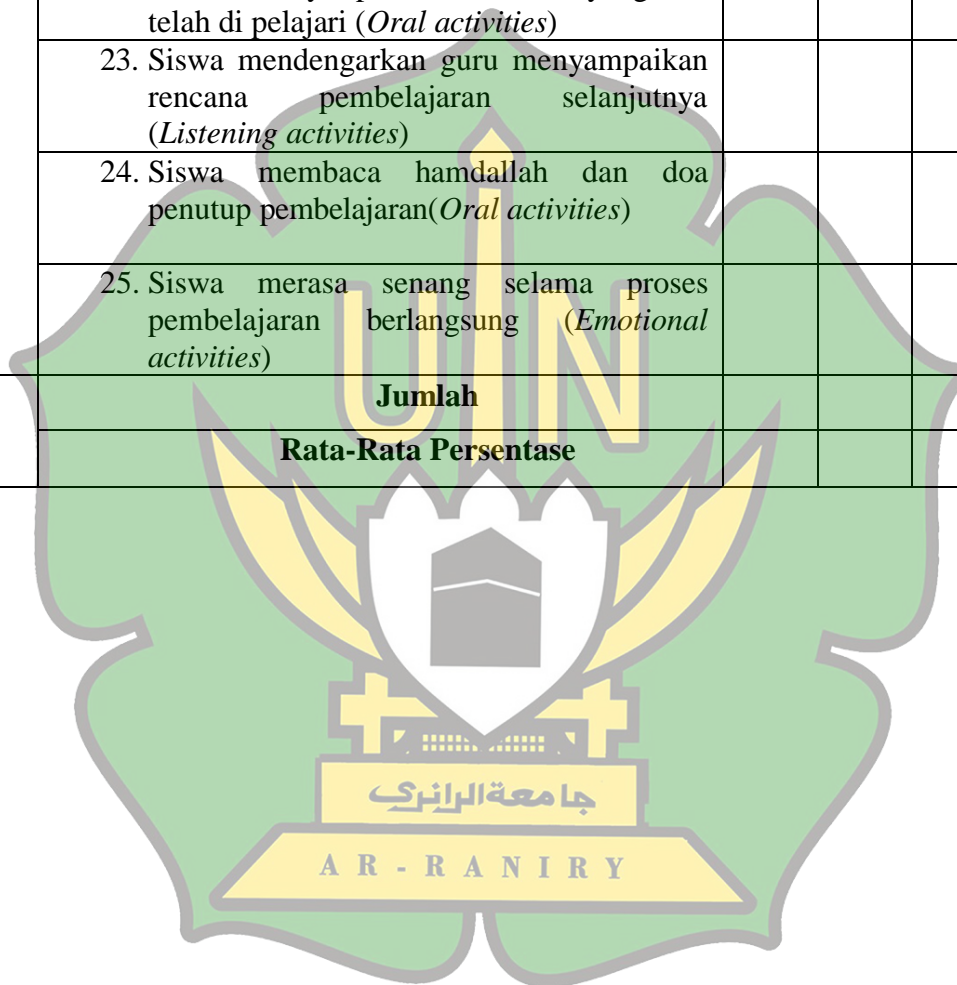 telah di pelajari (Oral activities)
23. Siswa mendengarkan guru menyampaikan
rencana pembelajaran selanjutnya
(Listening activities)
24. Siswa membaca hamdallah dan doa
penutup pembelajaran(Oral activities)
25. Siswa merasa senang selama proses
pembelajaran berlangsung (Emotional
activities)
Jumlah
Rata-Rata Persentase
UIN
جامعة الرانري
AR-RANIRY